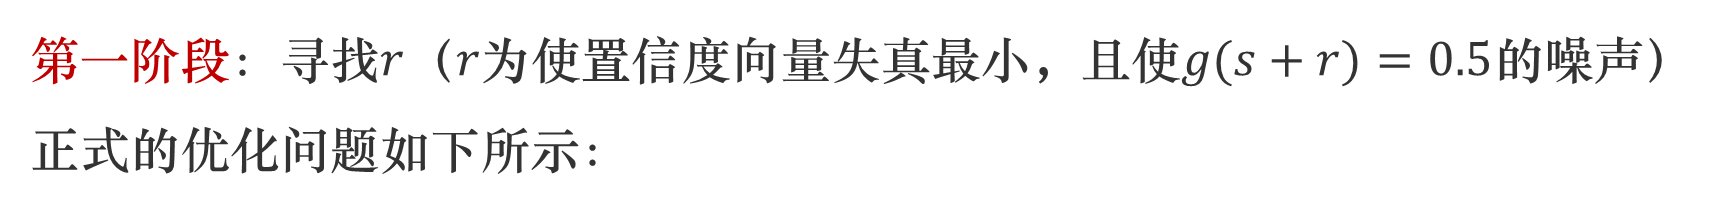 第一阶段：寻找r（r为使置信度向量失真最小，且使g(s + r) = 0.5的噪声）
正式的优化问题如下所示：